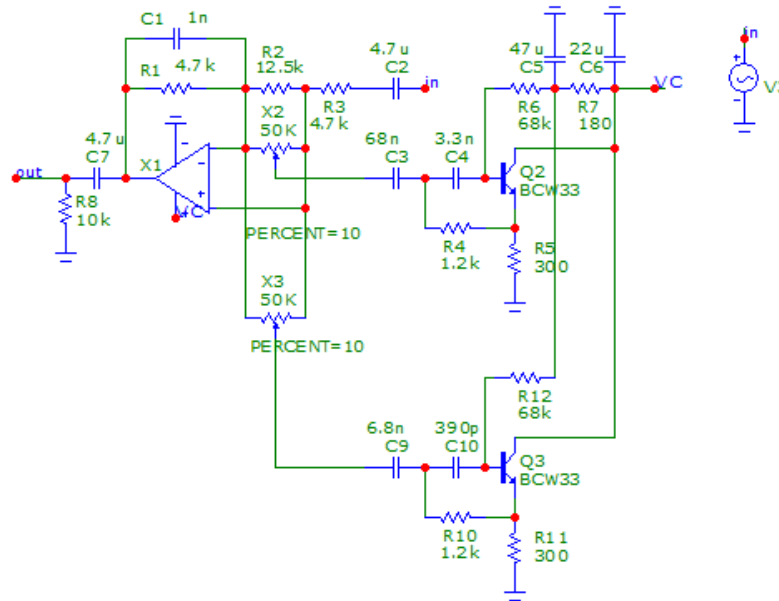 C1 1n
R1 4.7k
R2
12.5k
4.7u
C2
in
R3
4.7k
47u
C5
22u
C6
R6
68k
R7
180
VC
in
+
-
X2
50K
4.7u
C7
X1
-
-
+
out
R8
10k
VC
PERCENT=10
68n
C3
3.3n
C4
Q2
BCW33
R4
1.2k
R5
300
X3
50K
PERCENT=10
R12
68k
6.8n
C9
390p
C10
Q3
BCW33
R10
1.2k
R11
300